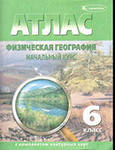 АТЛАС
ФИЗИЧЕСКАЯ ГЕОГРАФИЯ
НАЧАЛЬНЫЙ КУРС
6
класс
с комплектом контурных карт